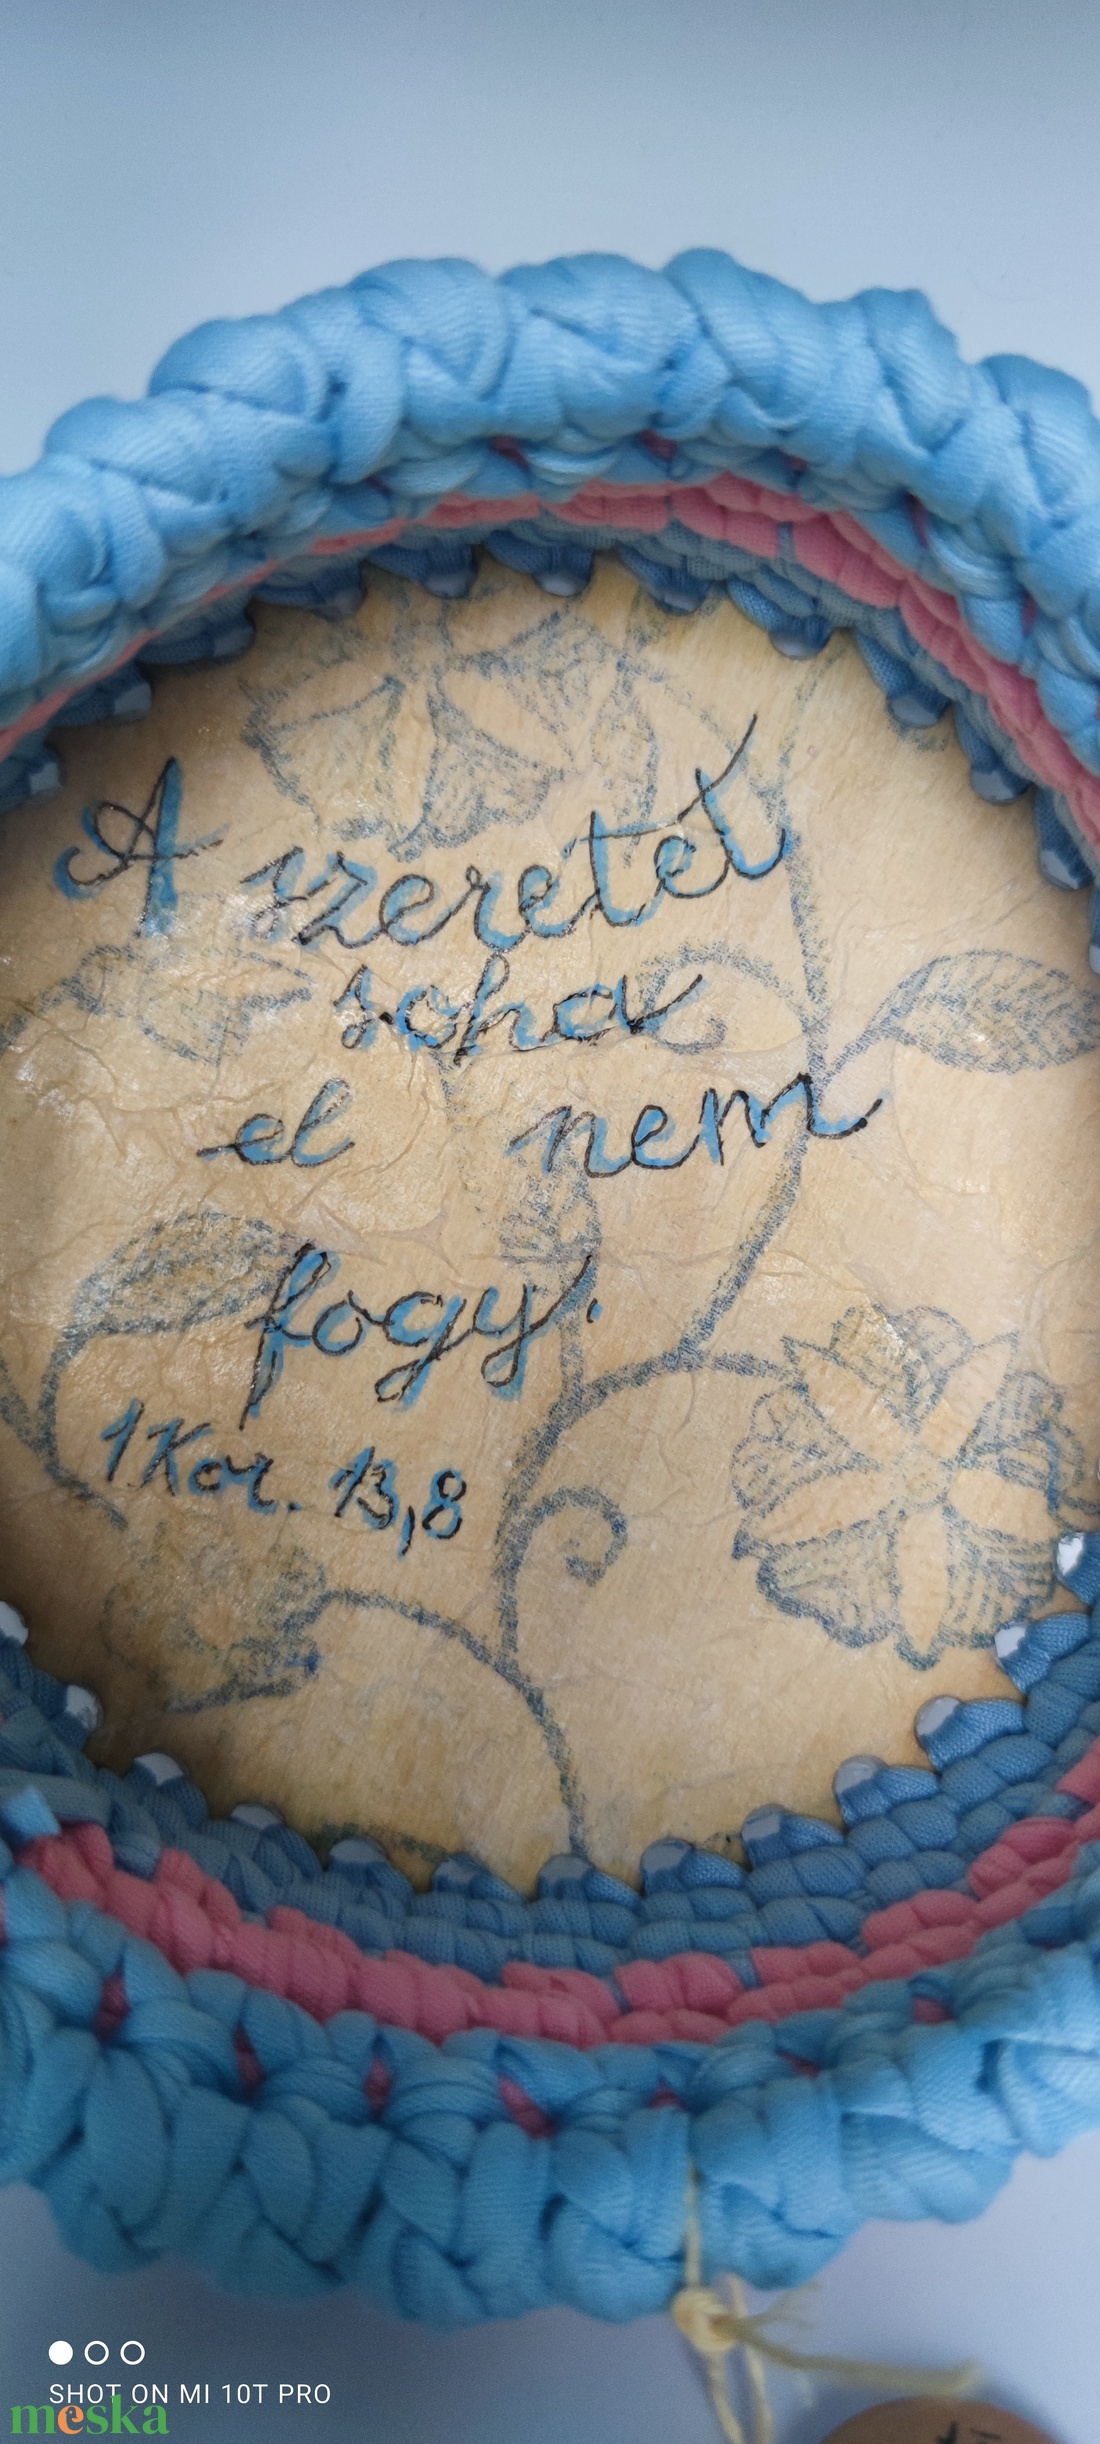 A szeretet
soha
el nem
fogy.
1Kor. 13,8
SHOT ON MI 10T PRO
meska